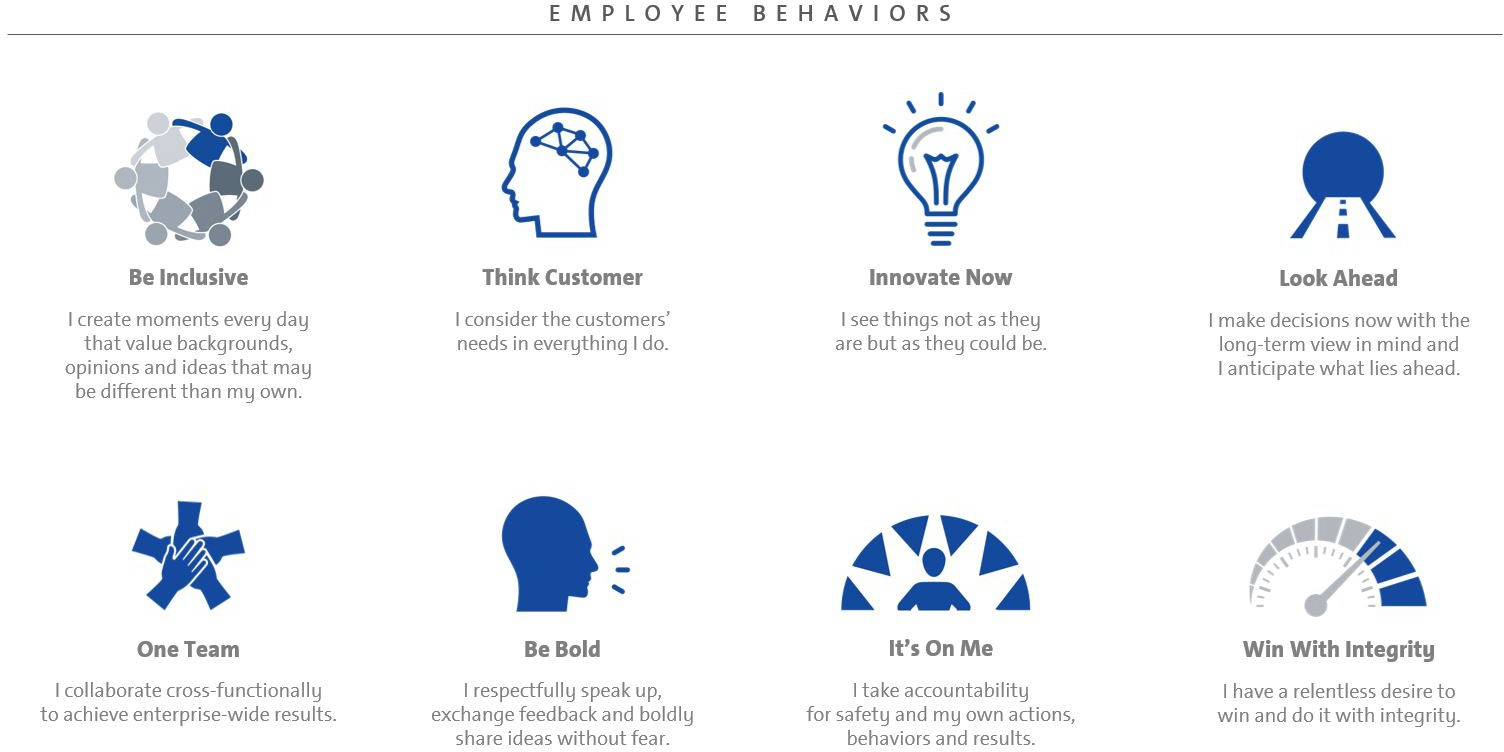 EMPLOYEE BEHAVIORS
Be Inclusive
I create moments every day
that value backgrounds,
opinions and ideas that may
be different than my own.
Think Customer
I consider the customers’
needs in everything I do.
Innovate Now
I see things not as they
are but as they could be.
Look Ahead
I make decisions now with the
long-term view in mind and
I anticipate what lies ahead.
One Team
I collaborate cross-functionally
to achieve enterprise-wide results.
Be Bold
I respectfully speak up,
exchange feedback and boldly
share ideas without fear.
It’s On Me
I take accountability
for safety and my own actions,
behaviors and results.
Win With Integrity
I have a relentless desire to
win and do it with integrity.